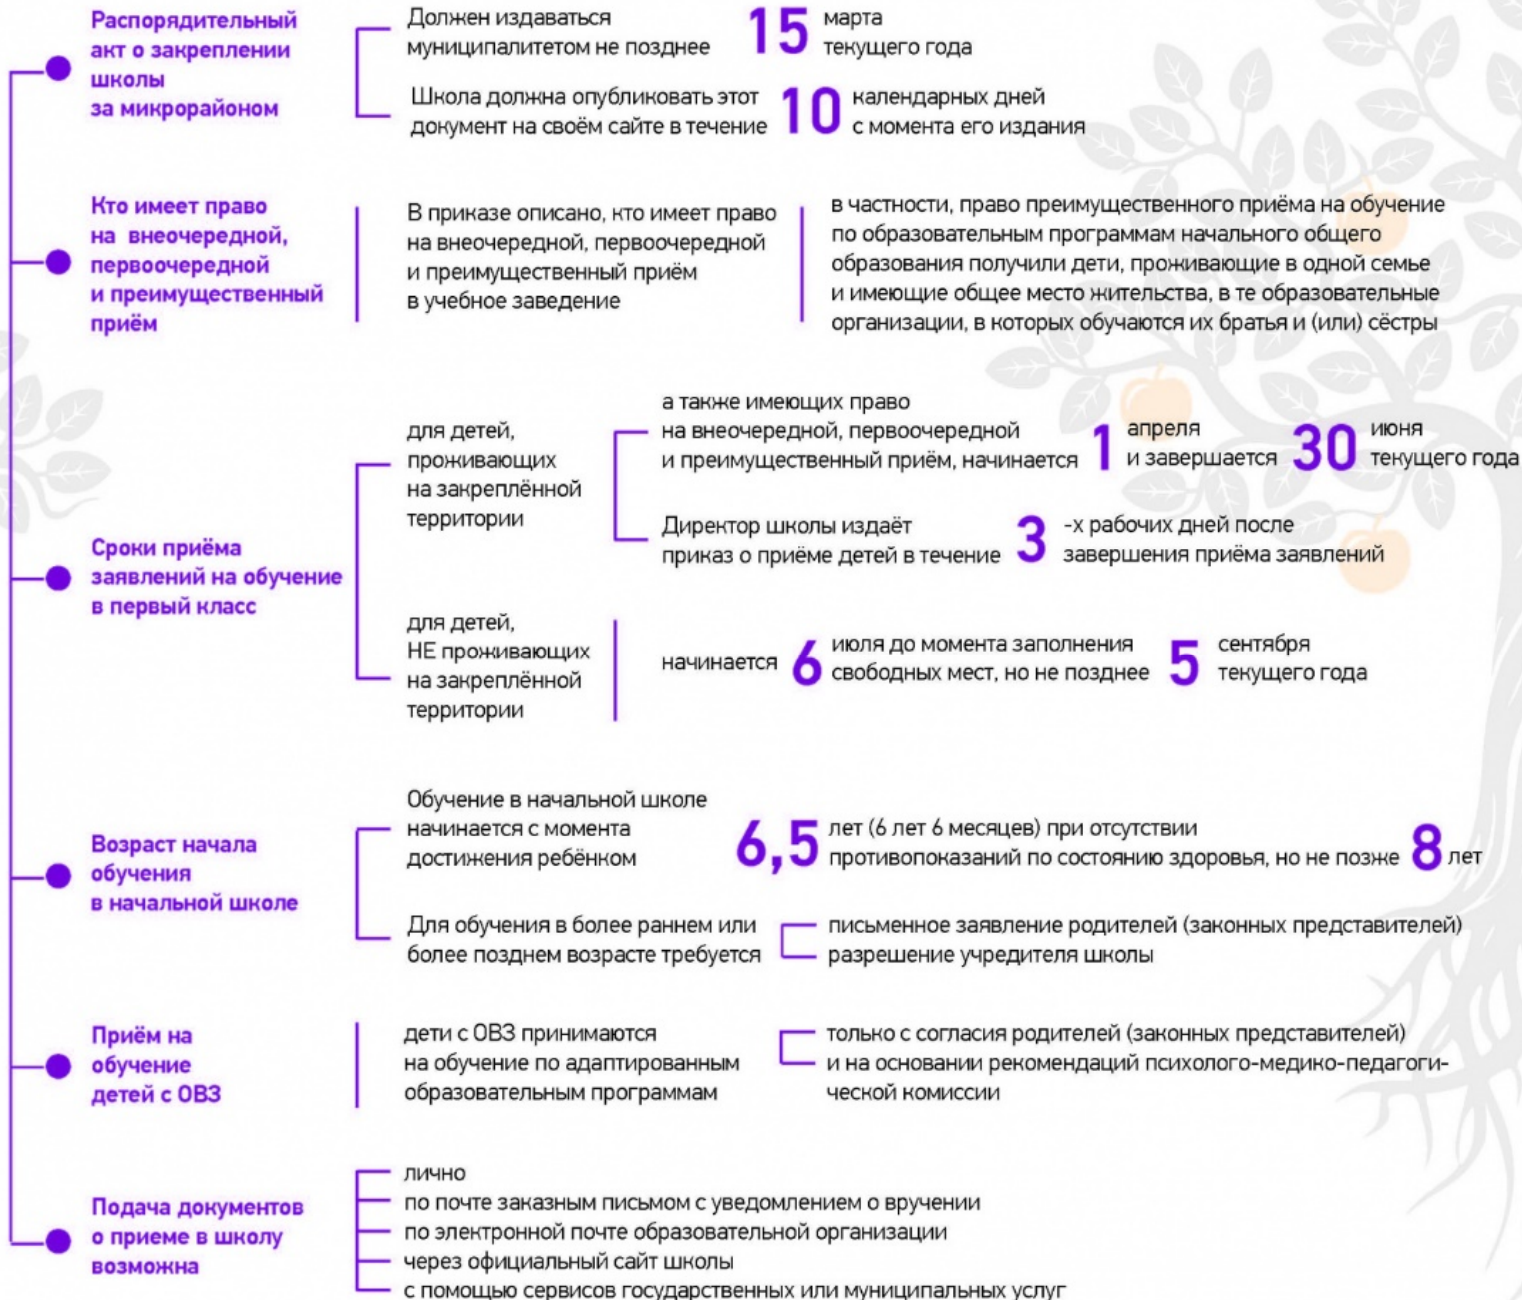 Распорядительный
акт о закреплении
школы
за микрорайоном
Должен издаваться
муниципалитетом не позднее
15
марта
текущего года
Школа должна опубликовать этот
документ на своём сайте в течение
10
календарных дней
с момента его издания
Кто имеет право
на внеочередной,
первоочередной
и преимущественный
приём
В приказе описано, кто имеет право
на внеочередной, первоочередной
и преимущественный приём
в учебное заведение
в частности, право преимущественного приёма на обучение
по образовательным программам начального общего
образования получили дети, проживающие в одной семье
и имеющие общее место жительства, в те образовательные
организации, в которых обучаются их братья и (или) сёстры
Сроки приёма
заявлений на обучение
в первый класс
для детей,
проживающих
на закреплённой
территории
а также имеющих право
на внеочередной, первоочередной
и преимущественный приём, начинается
1
апреля
и завершается
30
июня
текущего года
Директор школы издаёт
приказ о приёме детей в течение
3
-х рабочих дней после
завершения приёма заявлений
для детей,
НЕ проживающих
на закреплённой
территории
начинается
6
июля до момента заполнения
свободных мест, но не позднее
5
сентября
текущего года
Возраст начала
обучения
в начальной школе
Обучение в начальной школе
начинается с момента
достижения ребёнком
6,5
лет (6 лет 6 месяцев) при отсутствии
противопоказаний по состоянию здоровья, но не позже
8
лет
Для обучения в более раннем или
более позднем возрасте требуется
письменное заявление родителей (законных представителей)
разрешение учредителя школы
Приём на
обучение
детей с ОВЗ
дети с ОВЗ принимаются
на обучение по адаптированным
образовательным программам
только с согласия родителей (законных представителей)
и на основании рекомендаций психолого-медико-педагоги-
ческой комиссии
Подача документов
о приеме в школу
возможна
лично
по почте заказным письмом с уведомлением о вручении
по электронной почте образовательной организации
через официальный сайт школы
с помощью сервисов государственных или муниципальных услуг